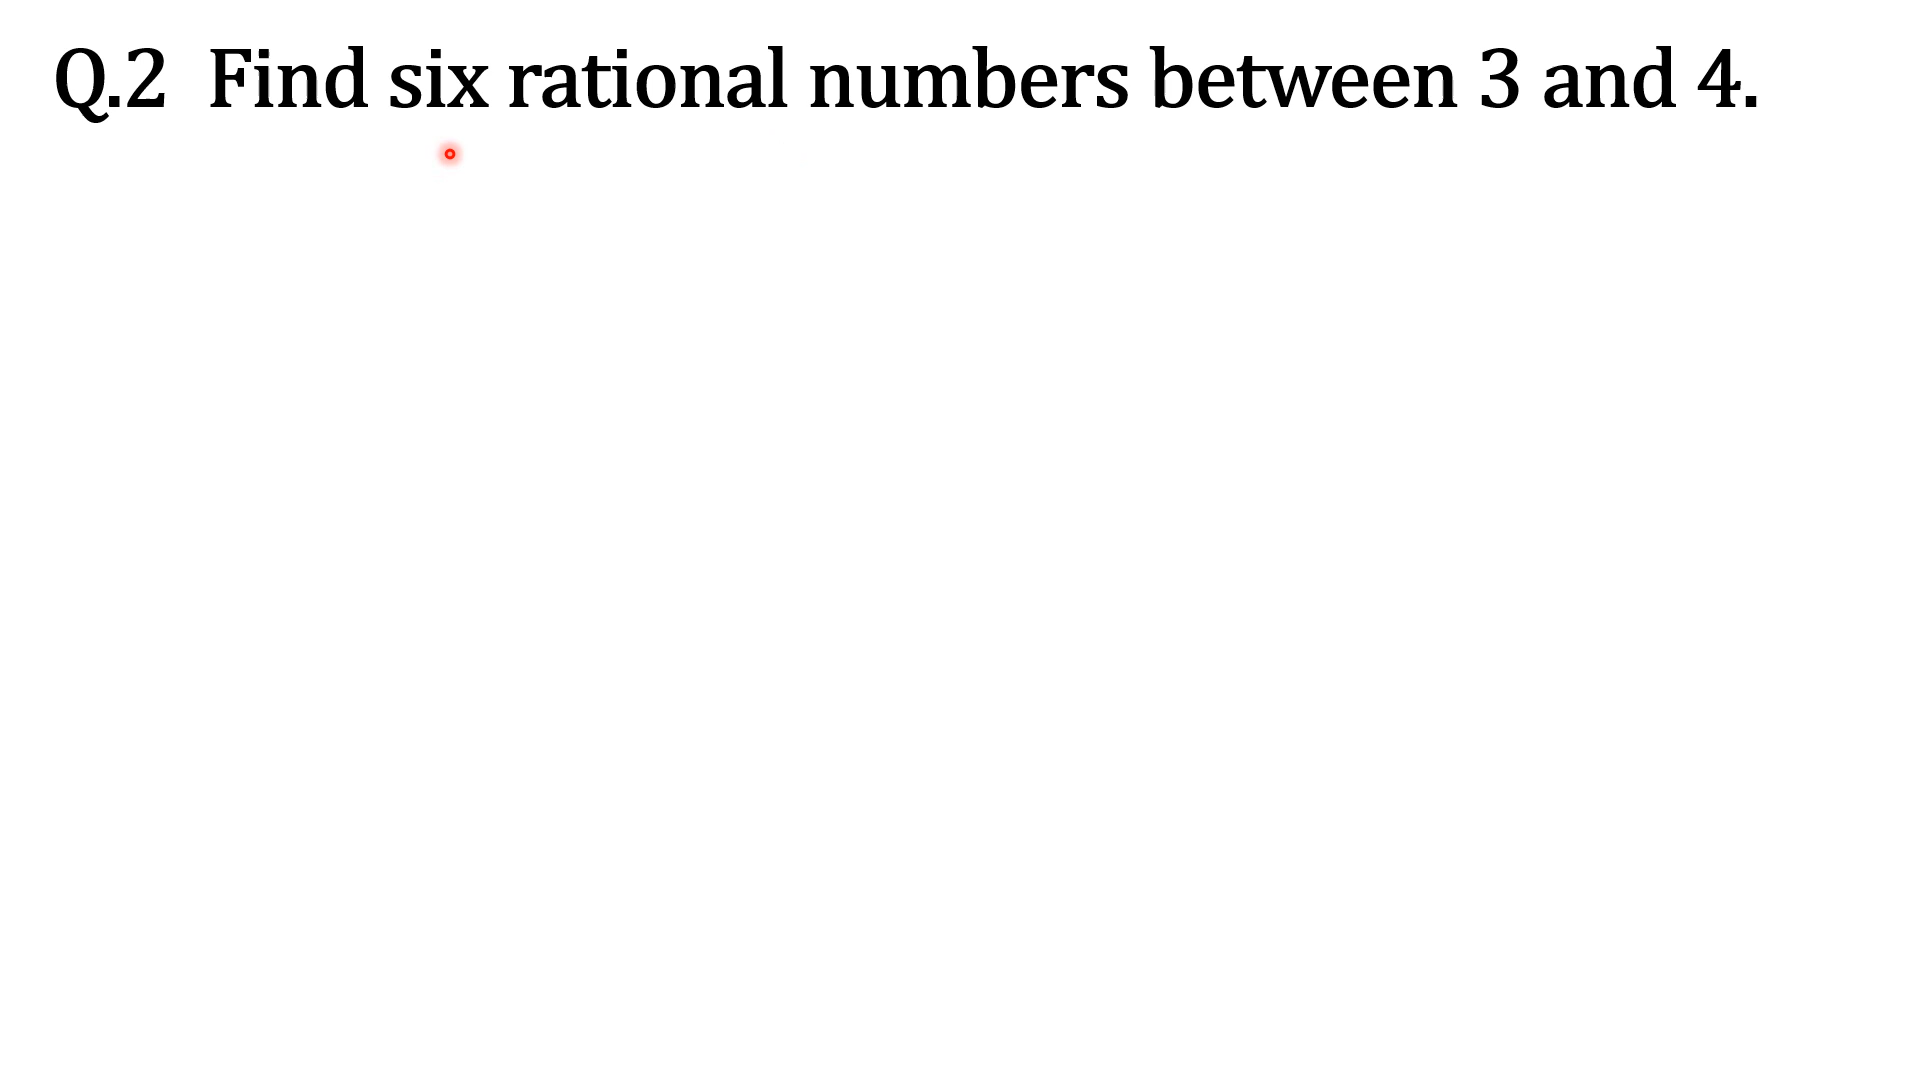 Q.2 Find six rational numbers between 3 and 4.